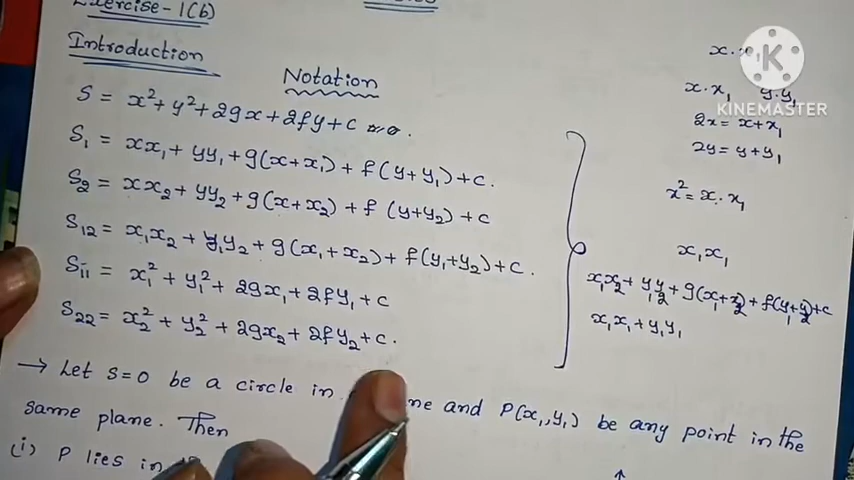 Exercise-1(b)
Introduction
Notation
S = x² + y² + 2gx + 2fy + c = 0.
S₁ = xx₁ + yy₁ + g(x+x₁) + f(y+y₁) + c.
S₂ = xx₂ + yy₂ + g(x+x₂) + f (y+y₂) + c
S₁₂ = x₁x₂ + y₁y₂ + g(x₁+x₂) + f(y₁+y₂) + c.
S₁₁ = x₁² + y₁² + 2gx₁ + 2fy₁ + c
S₂₂ = x₂² + y₂² + 2gx₂ + 2fy₂ + c.
→ Let s=0 be a circle in and P(x₁,y₁) be any point in the
same plane. Then
(i) P lies in
x·x₁ y·y₁
2x = x+x₁
2y = y+y₁
x² = x·x₁
x₁x₁
x₁x₂ + y₁y₂ + g(x₁+x₂) + f(y₁+y₂) + c
x₁x₁ + y₁y₁
K
KINEMASTER